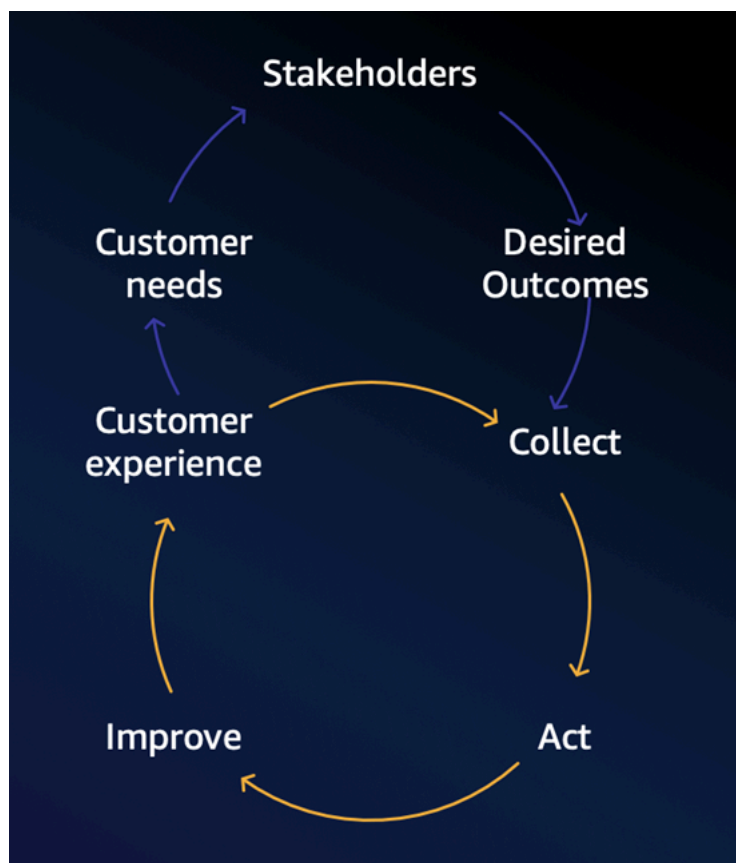 Stakeholders
Customer
needs
Desired
Outcomes
Customer
experience
Collect
Improve
Act